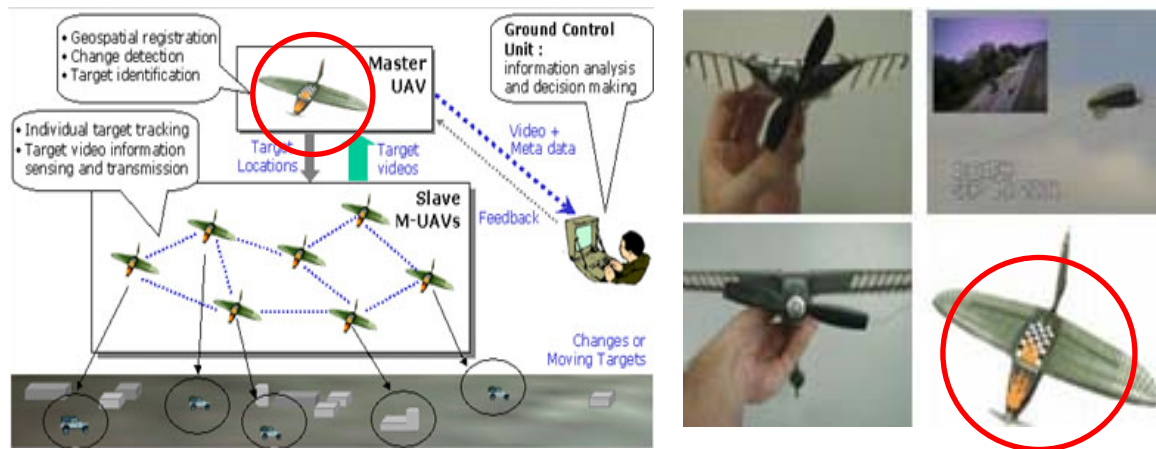 • Geospatial registration
• Change detection
• Target identification
Master
UAV
Ground Control
Unit :
information analysis
and decision making
• Individual target tracking
• Target video information
sensing and transmission
Target
Locations
Target
videos
Video +
Meta data
Slave
M-UAVs
Feedback
Changes or
Moving Targets